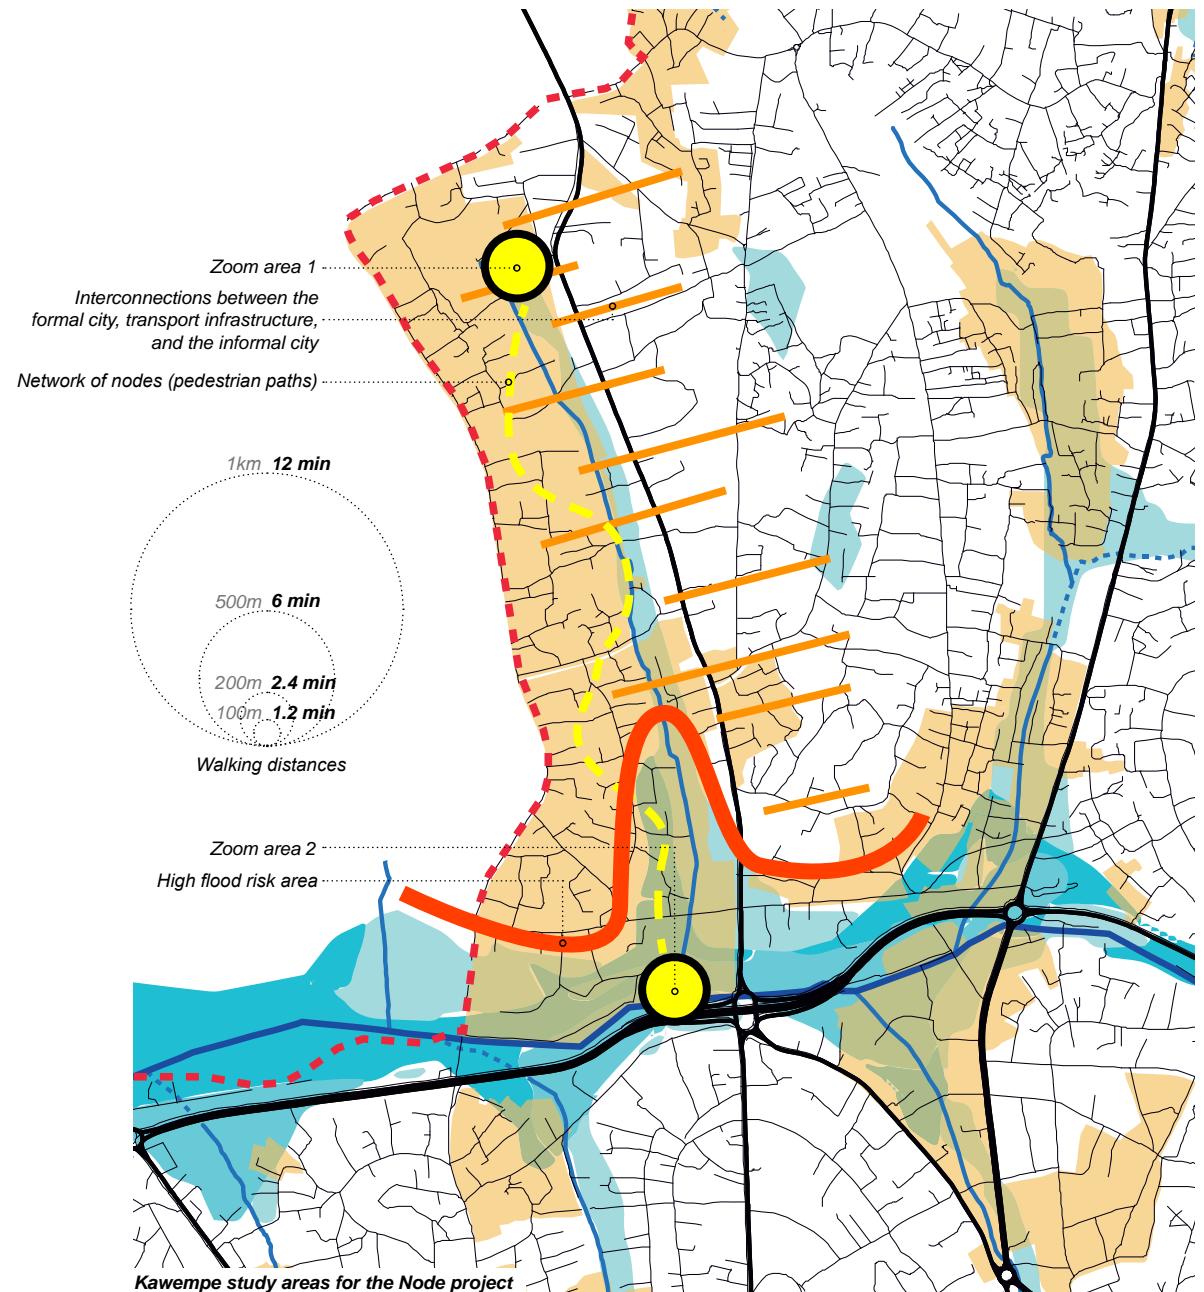 Zoom area 1
Interconnections between the
formal city, transport infrastructure,
and the informal city
Network of nodes (pedestrian paths)
1km 12 min
500m 6 min
200m 2.4 min
100m 1.2 min
Walking distances
Zoom area 2
High flood risk area
Kawempe study areas for the Node project